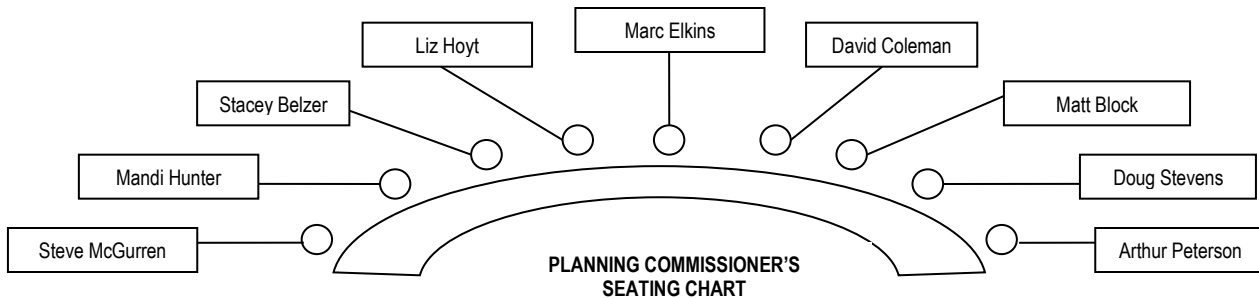 Marc Elkins
Liz Hoyt
David Coleman
Stacey Belzer
Matt Block
Mandi Hunter
Doug Stevens
Steve McGurren
Arthur Peterson
PLANNING COMMISSIONER’S
SEATING CHART